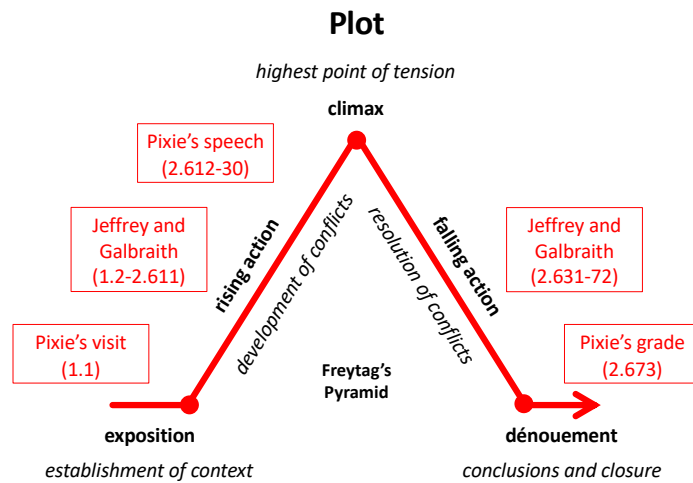 Plot
highest point of tension
climax
Pixie’s speech
(2.612-30)
Jeffrey and
Galbraith
(1.2-2.611)
rising action
development of conflicts
resolution of conflicts
falling action
Jeffrey and
Galbraith
(2.631-72)
Pixie’s visit
(1.1)
Freytag’s
Pyramid
Pixie’s grade
(2.673)
exposition
establishment of context
dénouement
conclusions and closure